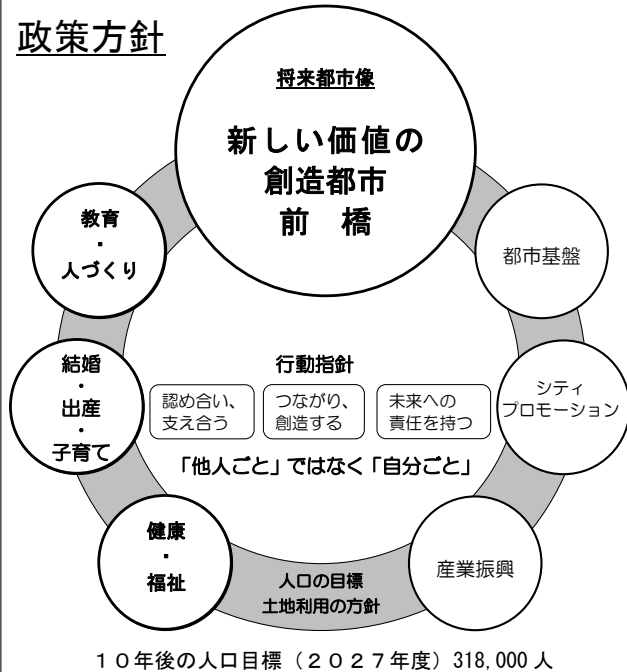 政策方針
将来都市像
新しい価値の
創造都市
前　橋
教育
・
人づくり
都市基盤
結婚
・
出産
・
子育て
行動指針
認め合い、
支え合う
つながり、
創造する
未来への
責任を持つ
「他人ごと」ではなく「自分ごと」
シティ
プロモーション
健康
・
福祉
人口の目標
土地利用の方針
産業振興
１０年後の人口目標（２０２７年度）318,000 人